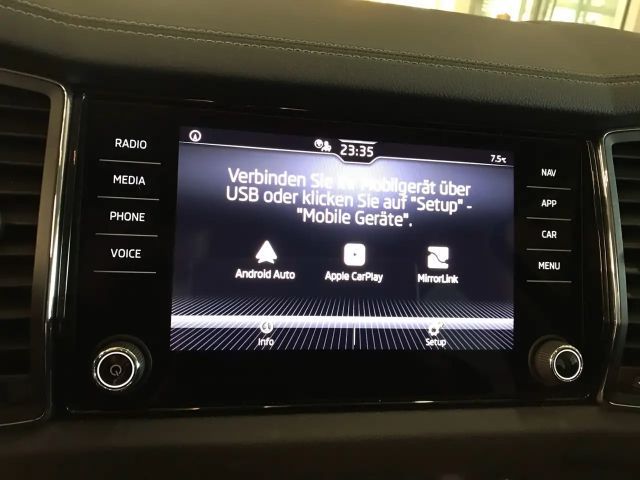 RADIO
MEDIA
PHONE
VOICE
23:35
7.5°C
Verbinden Sie Ihr Mobilgerät über
USB oder klicken Sie auf "Setup" -
"Mobile Geräte".
Android Auto
Apple CarPlay
MirrorLink
Info
Setup
NAV
APP
CAR
MENU